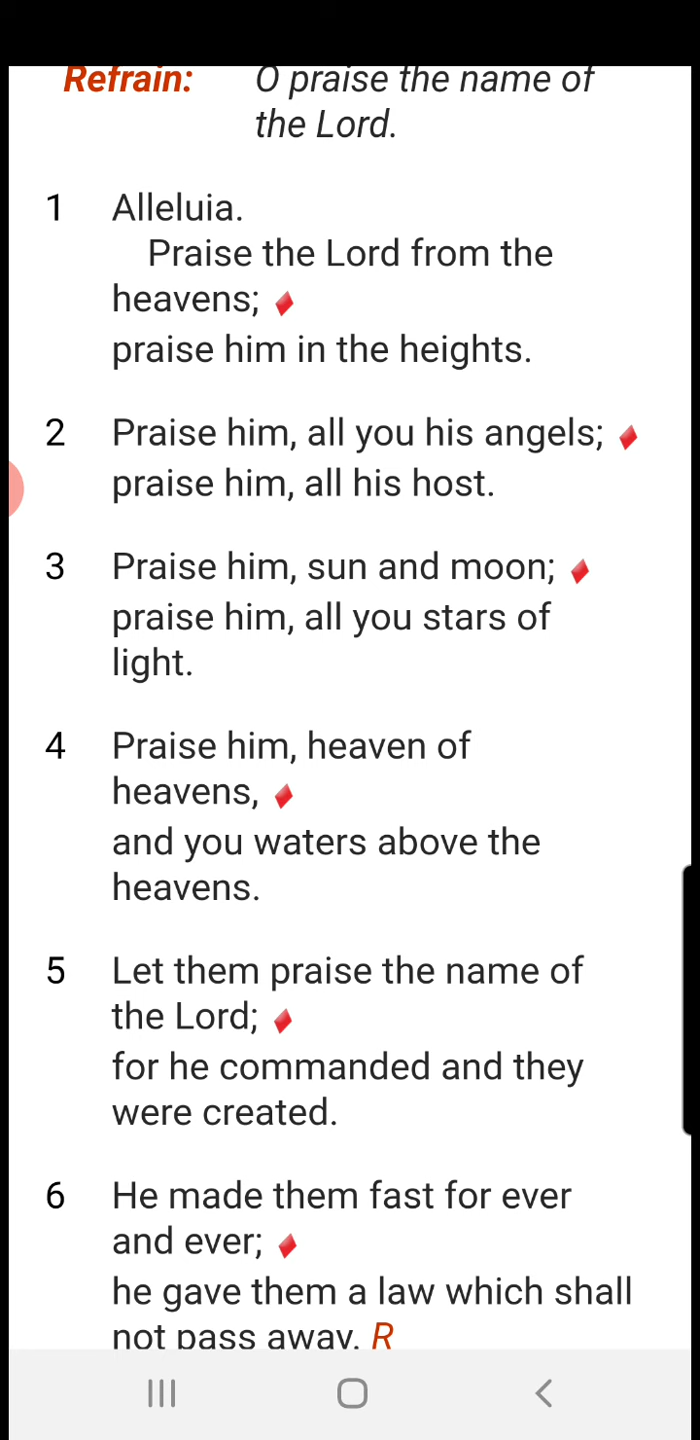 Refrain: O praise the name of
the Lord.
1 Alleluia.
Praise the Lord from the
heavens; ♦
praise him in the heights.
2 Praise him, all you his angels; ♦
praise him, all his host.
3 Praise him, sun and moon; ♦
praise him, all you stars of
light.
4 Praise him, heaven of
heavens, ♦
and you waters above the
heavens.
5 Let them praise the name of
the Lord; ♦
for he commanded and they
were created.
6 He made them fast for ever
and ever; ♦
he gave them a law which shall
not pass away. R